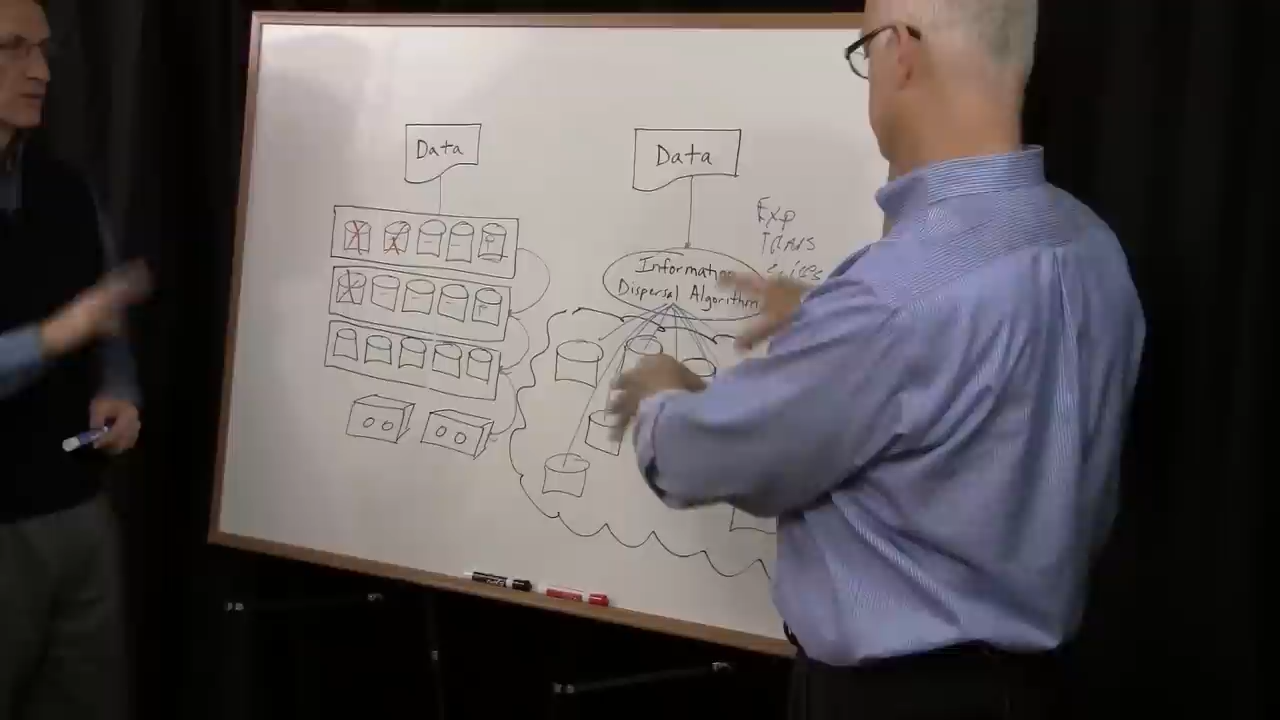 Data
Data
Exp
TRANS
Information
Dispersal Algorithm